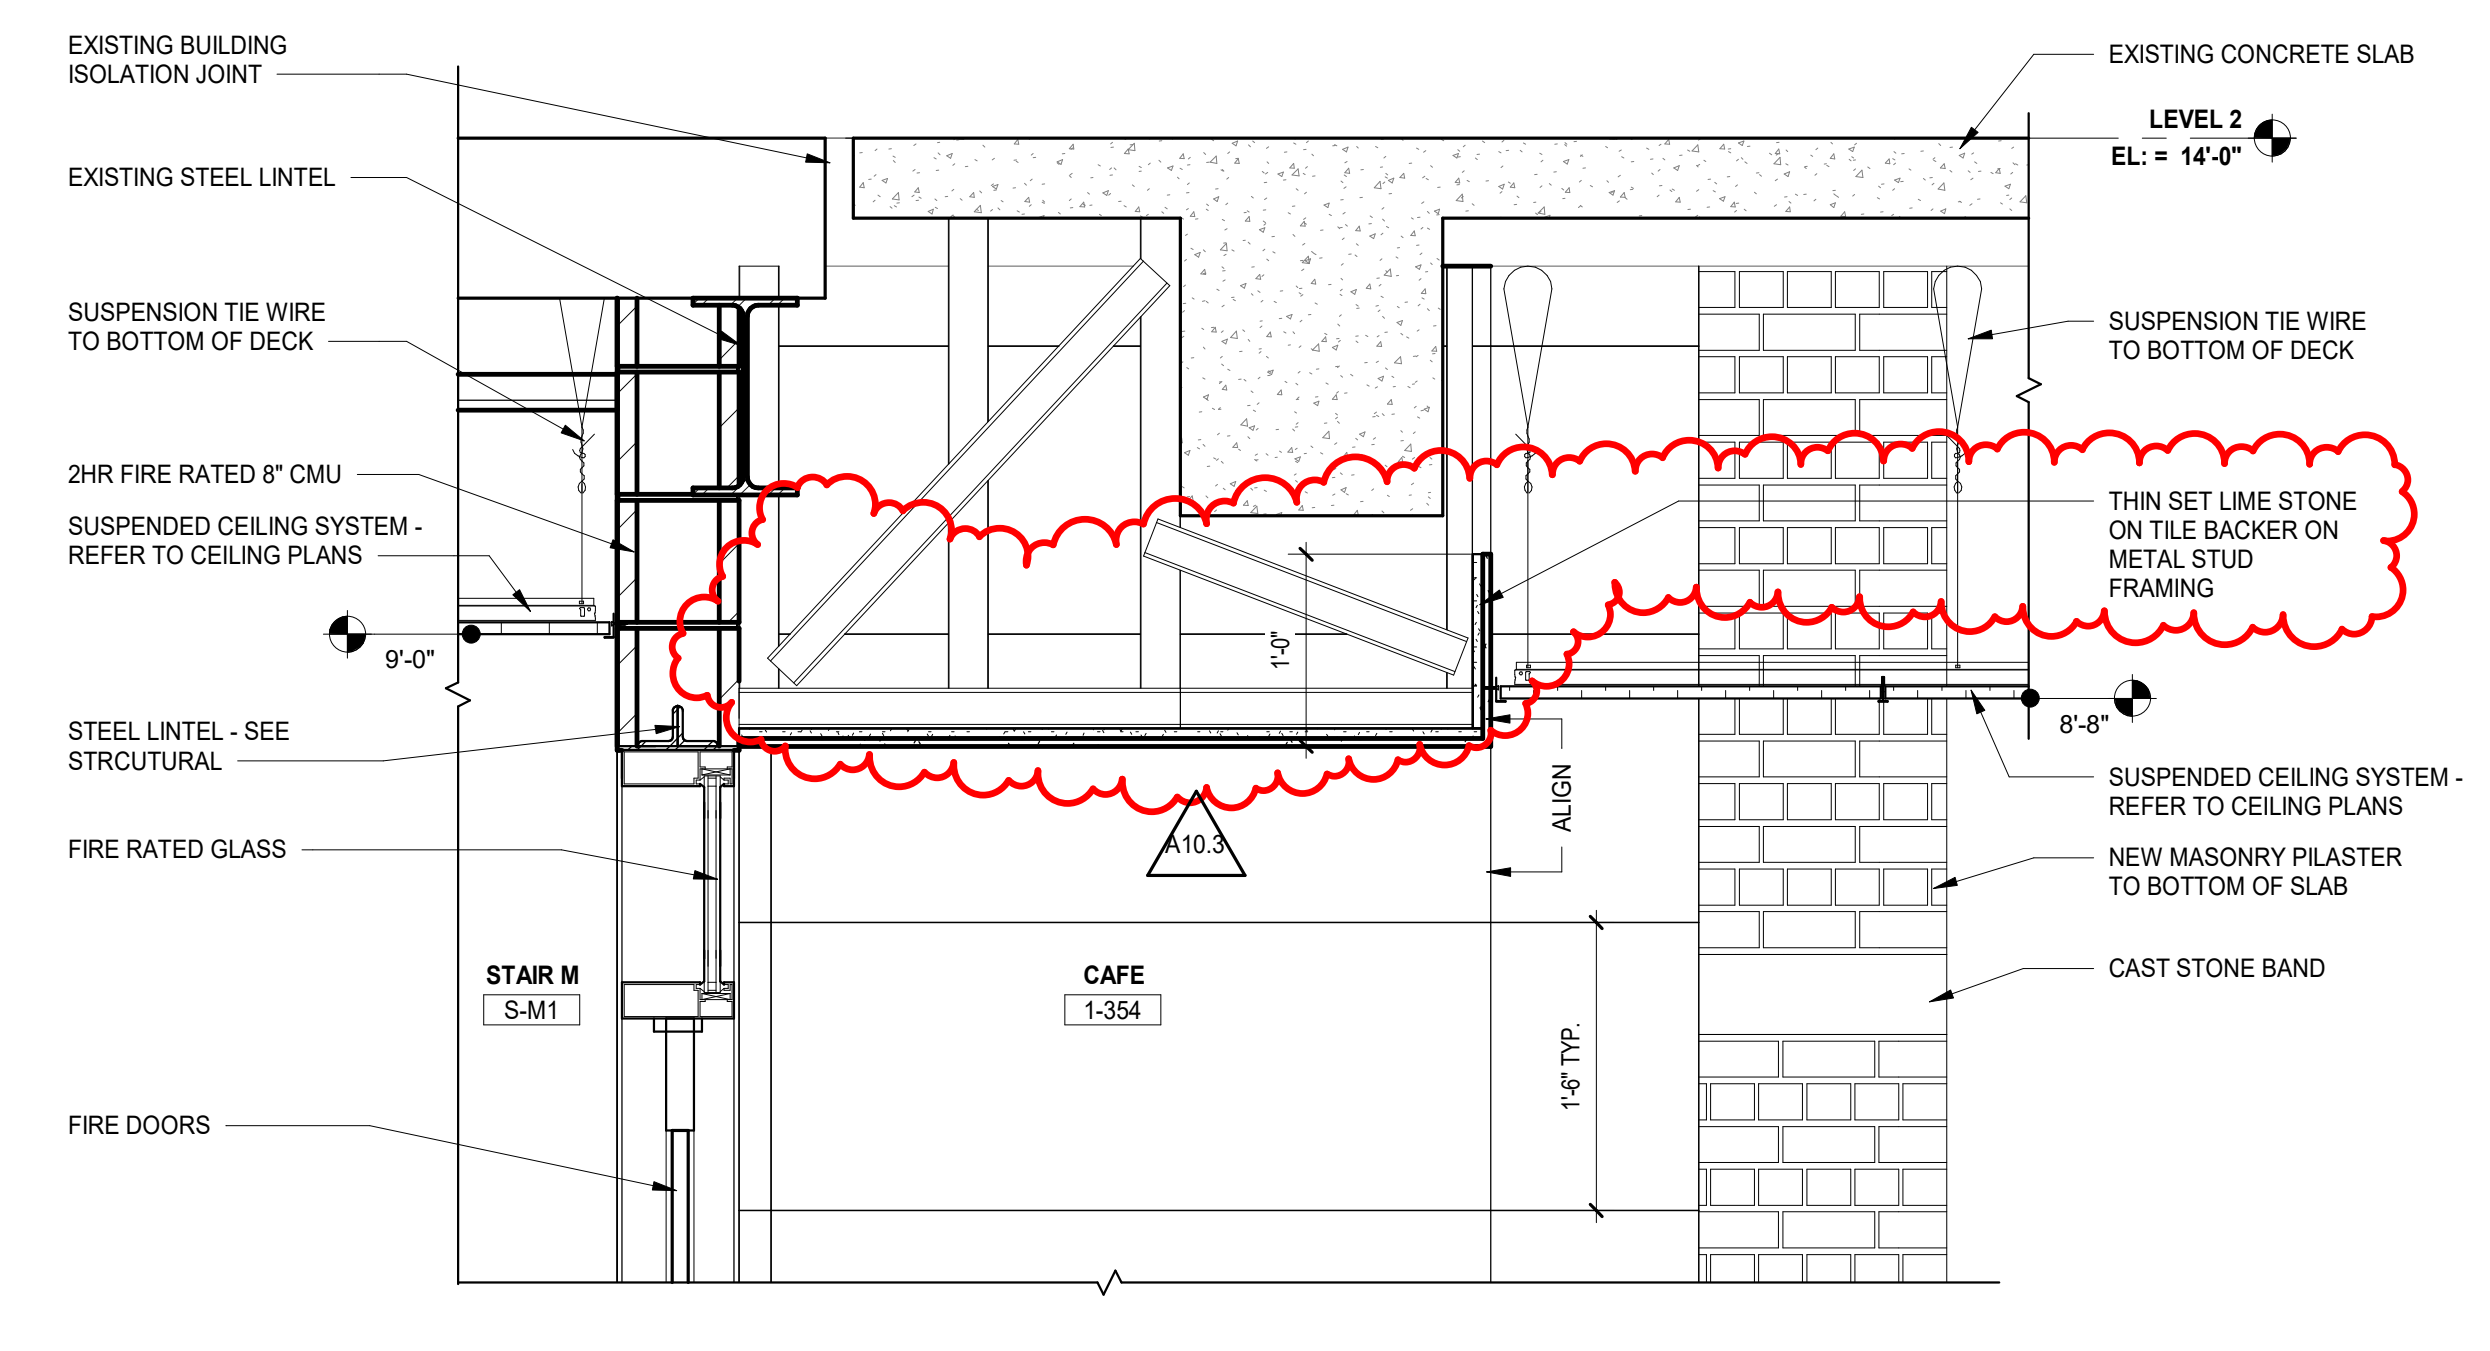 EXISTING BUILDING
ISOLATION JOINT
EXISTING STEEL LINTEL
SUSPENSION TIE WIRE
TO BOTTOM OF DECK
2HR FIRE RATED 8" CMU
SUSPENDED CEILING SYSTEM -
REFER TO CEILING PLANS
9'-0"
STEEL LINTEL - SEE
STRCUTURAL
FIRE RATED GLASS
FIRE DOORS
STAIR M
S-M1
CAFE
1-354
A10.3
1'-0"
ALIGN
1'-6" TYP.
EXISTING CONCRETE SLAB
LEVEL 2
EL: = 14'-0"
SUSPENSION TIE WIRE
TO BOTTOM OF DECK
THIN SET LIME STONE
ON TILE BACKER ON
METAL STUD
FRAMING
8'-8"
SUSPENDED CEILING SYSTEM -
REFER TO CEILING PLANS
NEW MASONRY PILASTER
TO BOTTOM OF SLAB
CAST STONE BAND